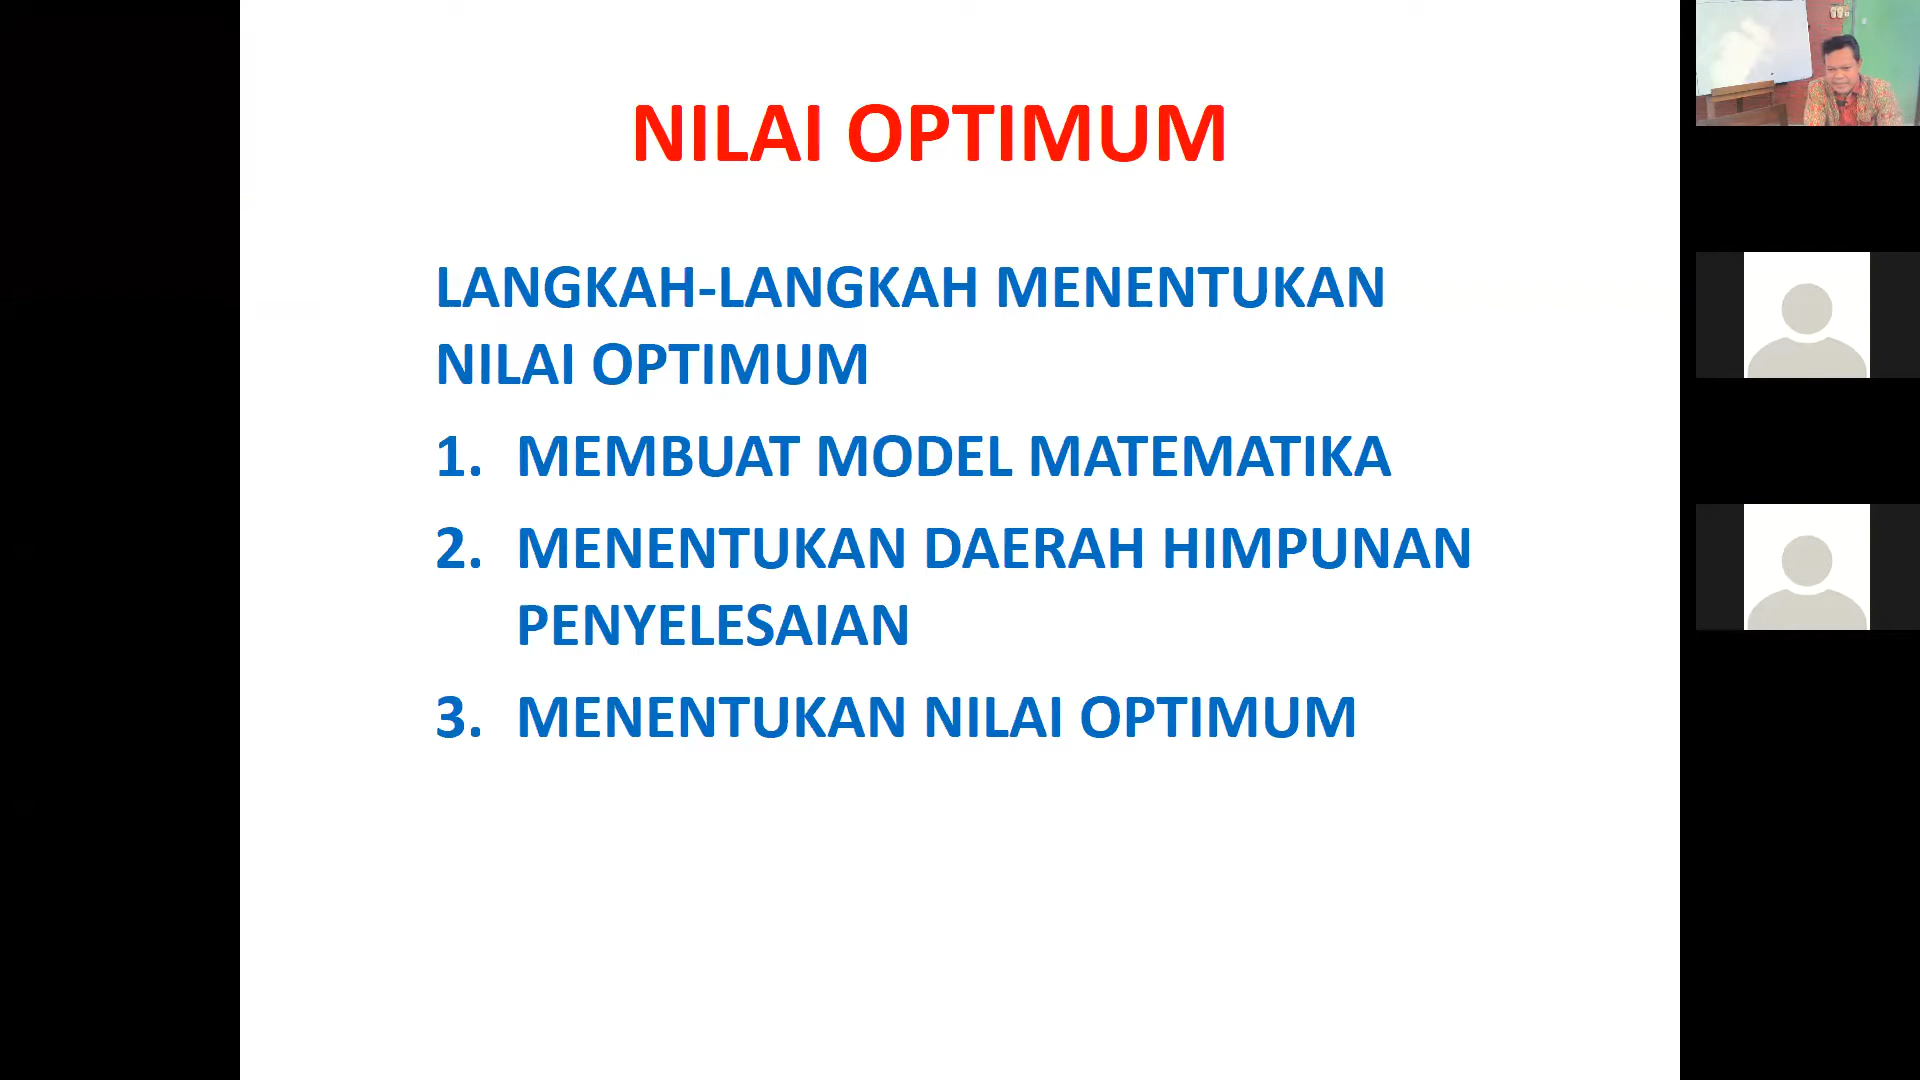 NILAI OPTIMUM
LANGKAH-LANGKAH MENENTUKAN
NILAI OPTIMUM
1. MEMBUAT MODEL MATEMATIKA
2. MENENTUKAN DAERAH HIMPUNAN
PENYELESAIAN
3. MENENTUKAN NILAI OPTIMUM